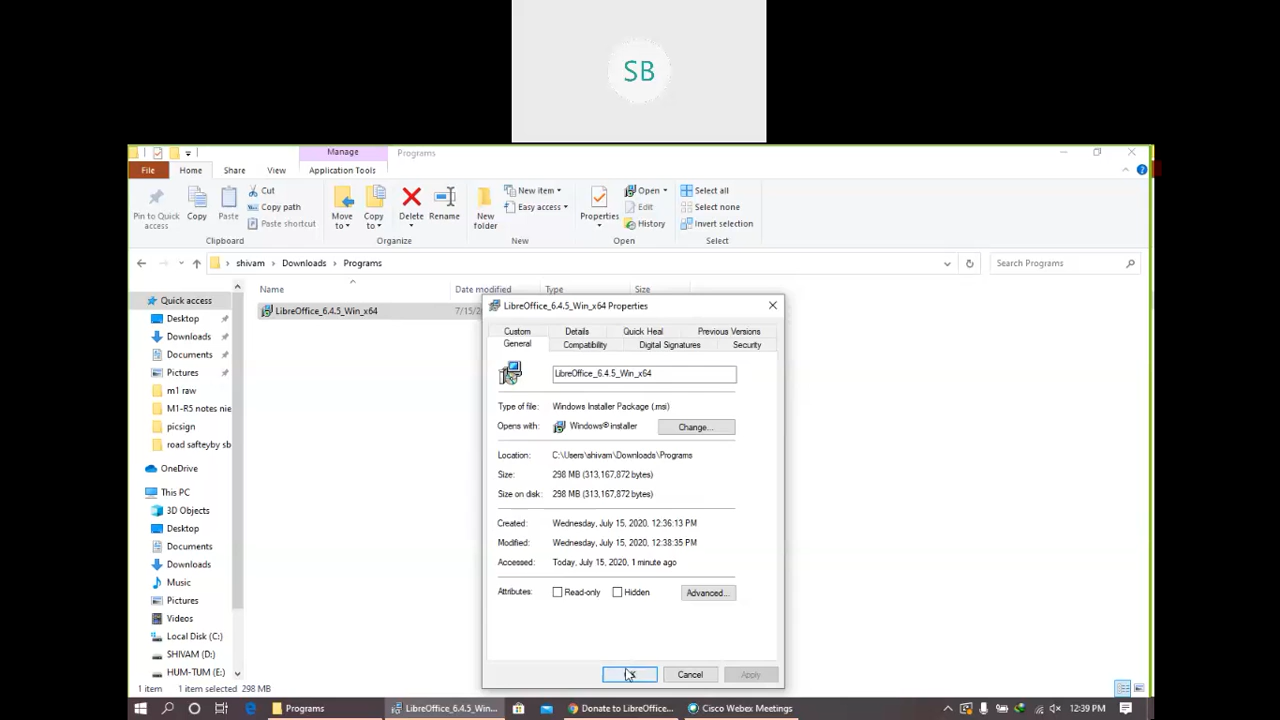 SB
Manage
Programs
File
Home
Share
View
Application Tools
Pin to Quick access
Copy
Paste
Cut
Copy path
Paste shortcut
Clipboard
Move to
Copy to
Delete
Rename
Organize
New folder
New item
Easy access
New
Properties
Open
Edit
History
Open
Select all
Select none
Invert selection
Select
shivam > Downloads > Programs
Search Programs
Name
Date modified
Type
Size
LibreOffice_6.4.5_Win_x64
7/15/2
Quick access
Desktop
Downloads
Documents
Pictures
m1 raw
M1-R5 notes nie
picsign
road safteyby sb
OneDrive
This PC
3D Objects
Desktop
Documents
Downloads
Music
Pictures
Videos
Local Disk (C:)
SHIVAM (D:)
HUM-TUM (E:)
1 item
1 item selected
298 MB
LibreOffice_6.4.5_Win_x64 Properties
Custom
Details
Quick Heal
Previous Versions
General
Compatibility
Digital Signatures
Security
LibreOffice_6.4.5_Win_x64
Type of file: Windows Installer Package (.msi)
Opens with: Windows® installer
Change...
Location: C:\Users\shivam\Downloads\Programs
Size: 298 MB (313,167,872 bytes)
Size on disk: 298 MB (313,167,872 bytes)
Created: Wednesday, July 15, 2020, 12:36:13 PM
Modified: Wednesday, July 15, 2020, 12:38:35 PM
Accessed: Today, July 15, 2020, 1 minute ago
Attributes: Read-only Hidden
Advanced...
Cancel
Apply
Programs
LibreOffice_6.4.5_Win...
Donate to LibreOffice...
Cisco Webex Meetings
12:39 PM